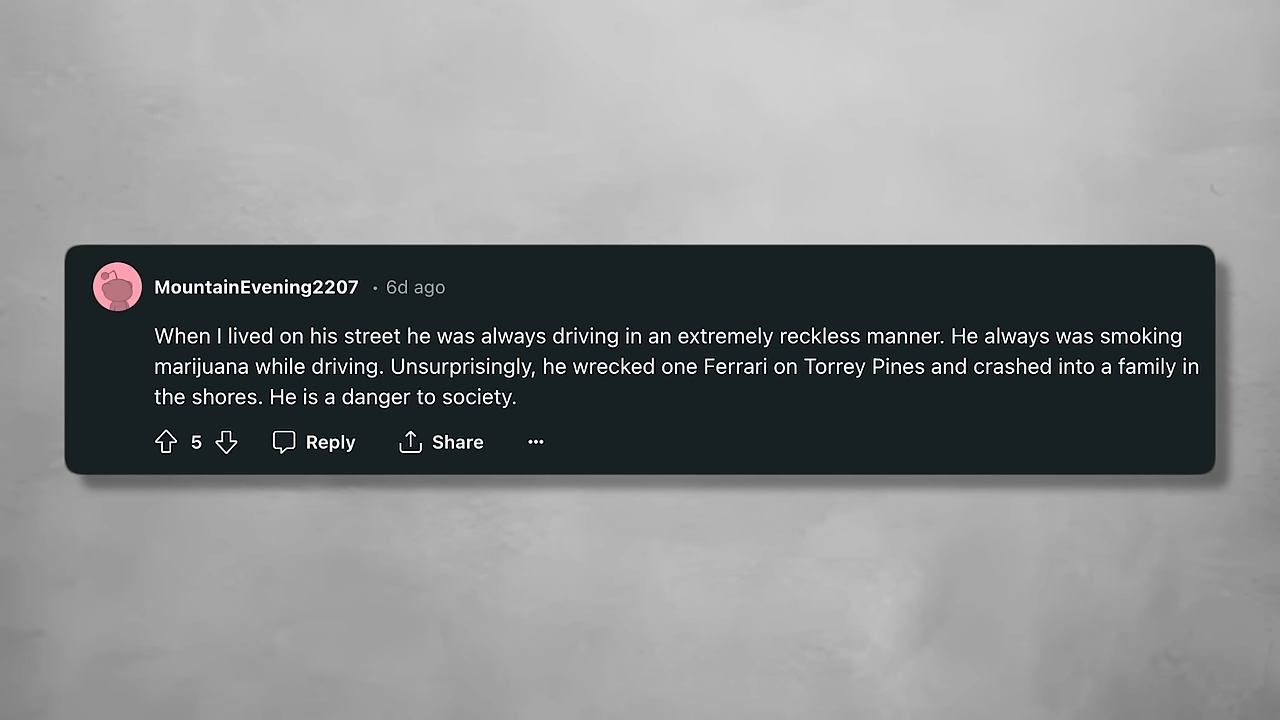 MountainEvening2207 • 6d ago
When I lived on his street he was always driving in an extremely reckless manner. He always was smoking
marijuana while driving. Unsurprisingly, he wrecked one Ferrari on Torrey Pines and crashed into a family in
the shores. He is a danger to society.
5 Reply Share ...